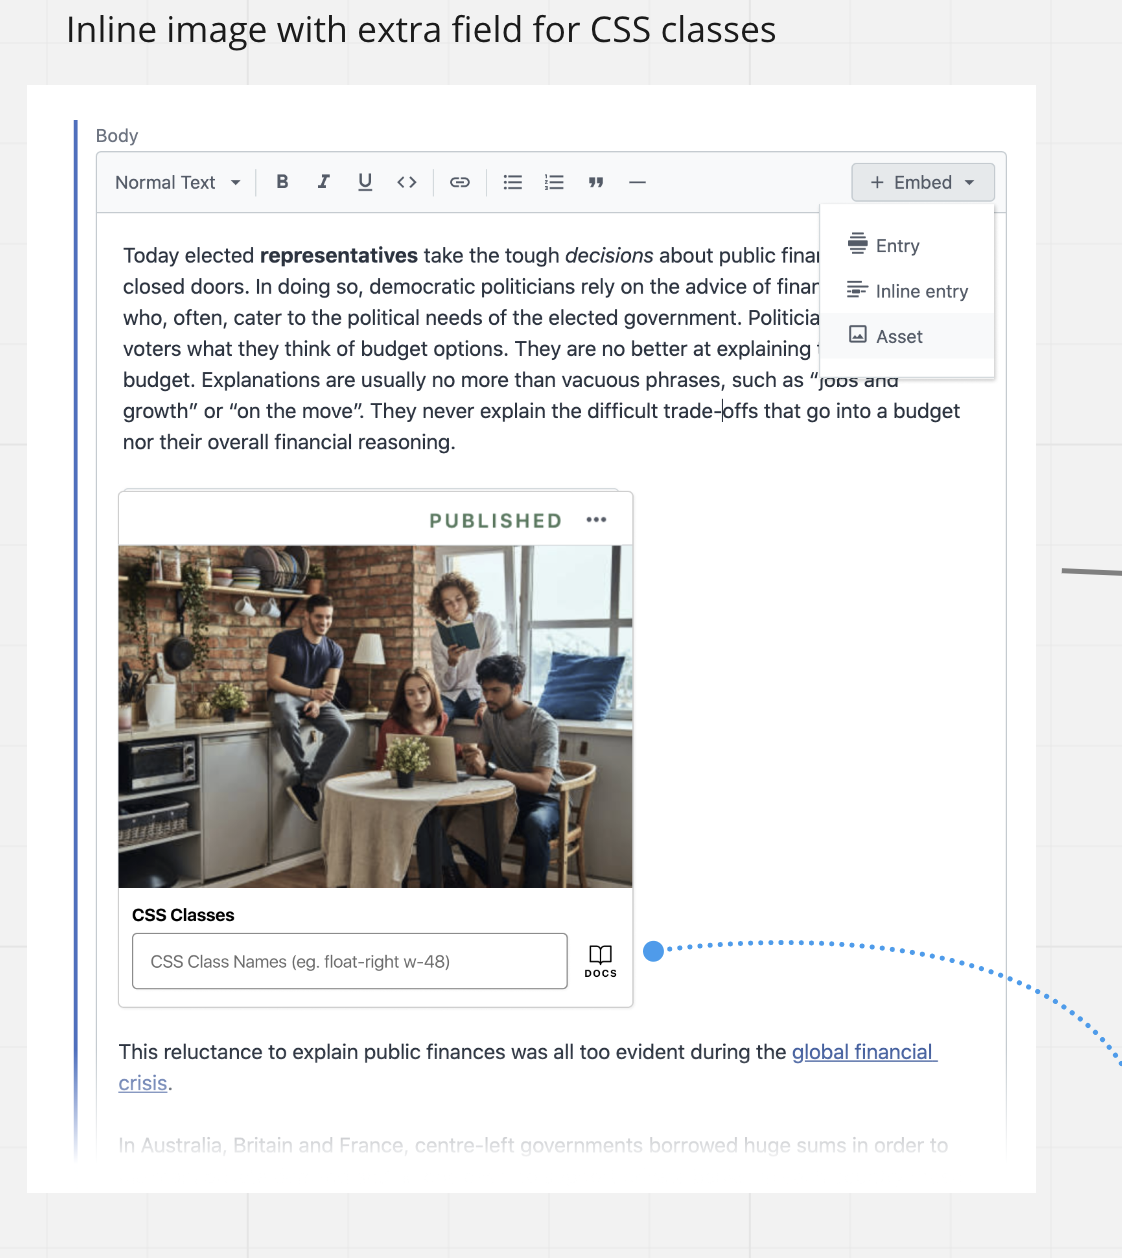 Inline image with extra field for CSS classes
Body
Normal Text
B I U <>
+ Embed
Entry
Inline entry
Asset
Today elected representatives take the tough decisions about public finan
closed doors. In doing so, democratic politicians rely on the advice of finan
who, often, cater to the political needs of the elected government. Politicia
voters what they think of budget options. They are no better at explaining
budget. Explanations are usually no more than vacuous phrases, such as “jobs and
growth” or “on the move”. They never explain the difficult trade-offs that go into a budget
nor their overall financial reasoning.
PUBLISHED
CSS Classes
CSS Class Names (eg. float-right w-48)
DOCS
This reluctance to explain public finances was all too evident during the global financial
crisis.
In Australia, Britain and France, centre-left governments borrowed huge sums in order to